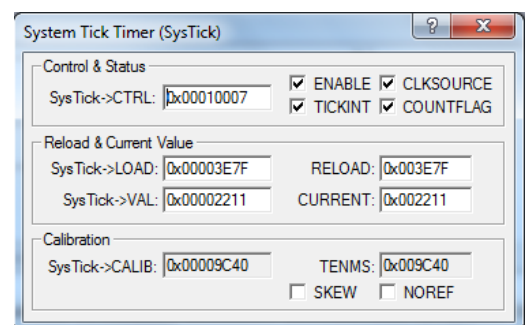 System Tick Timer (SysTick)
? X
Control & Status
SysTick->CTRL: 0x00010007
ENABLE CLKSOURCE
TICKINT COUNTFLAG
Reload & Current Value
SysTick->LOAD: 0x00003E7F RELOAD: 0x003E7F
SysTick->VAL: 0x00002211 CURRENT: 0x002211
Calibration
SysTick->CALIB: 0x00009C40 TENMS: 0x009C40
SKEW NOREF